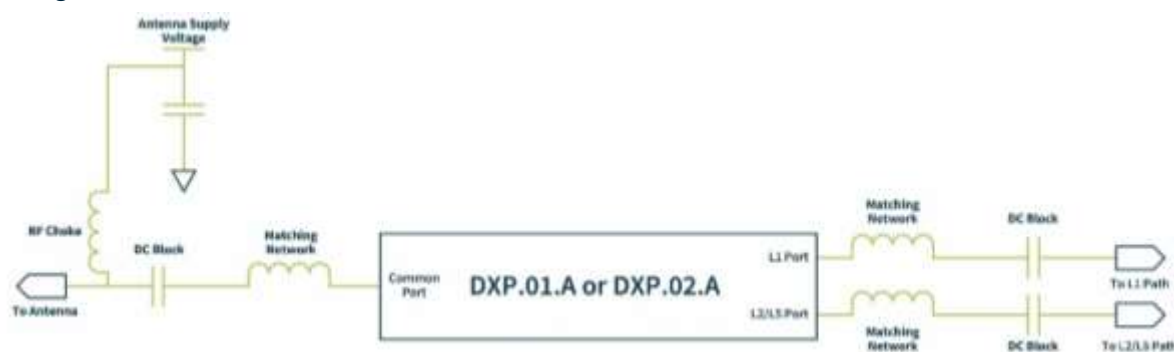 Antenna Supply
Voltage
RF Choke
DC Block
Matching
Network
To Antenna
Common
Port
DXP.01.A or DXP.02.A
L1 Port
L2/L5 Port
Matching
Network
DC Block
To L1 Path
Matching
Network
DC Block
To L2/L5 Path